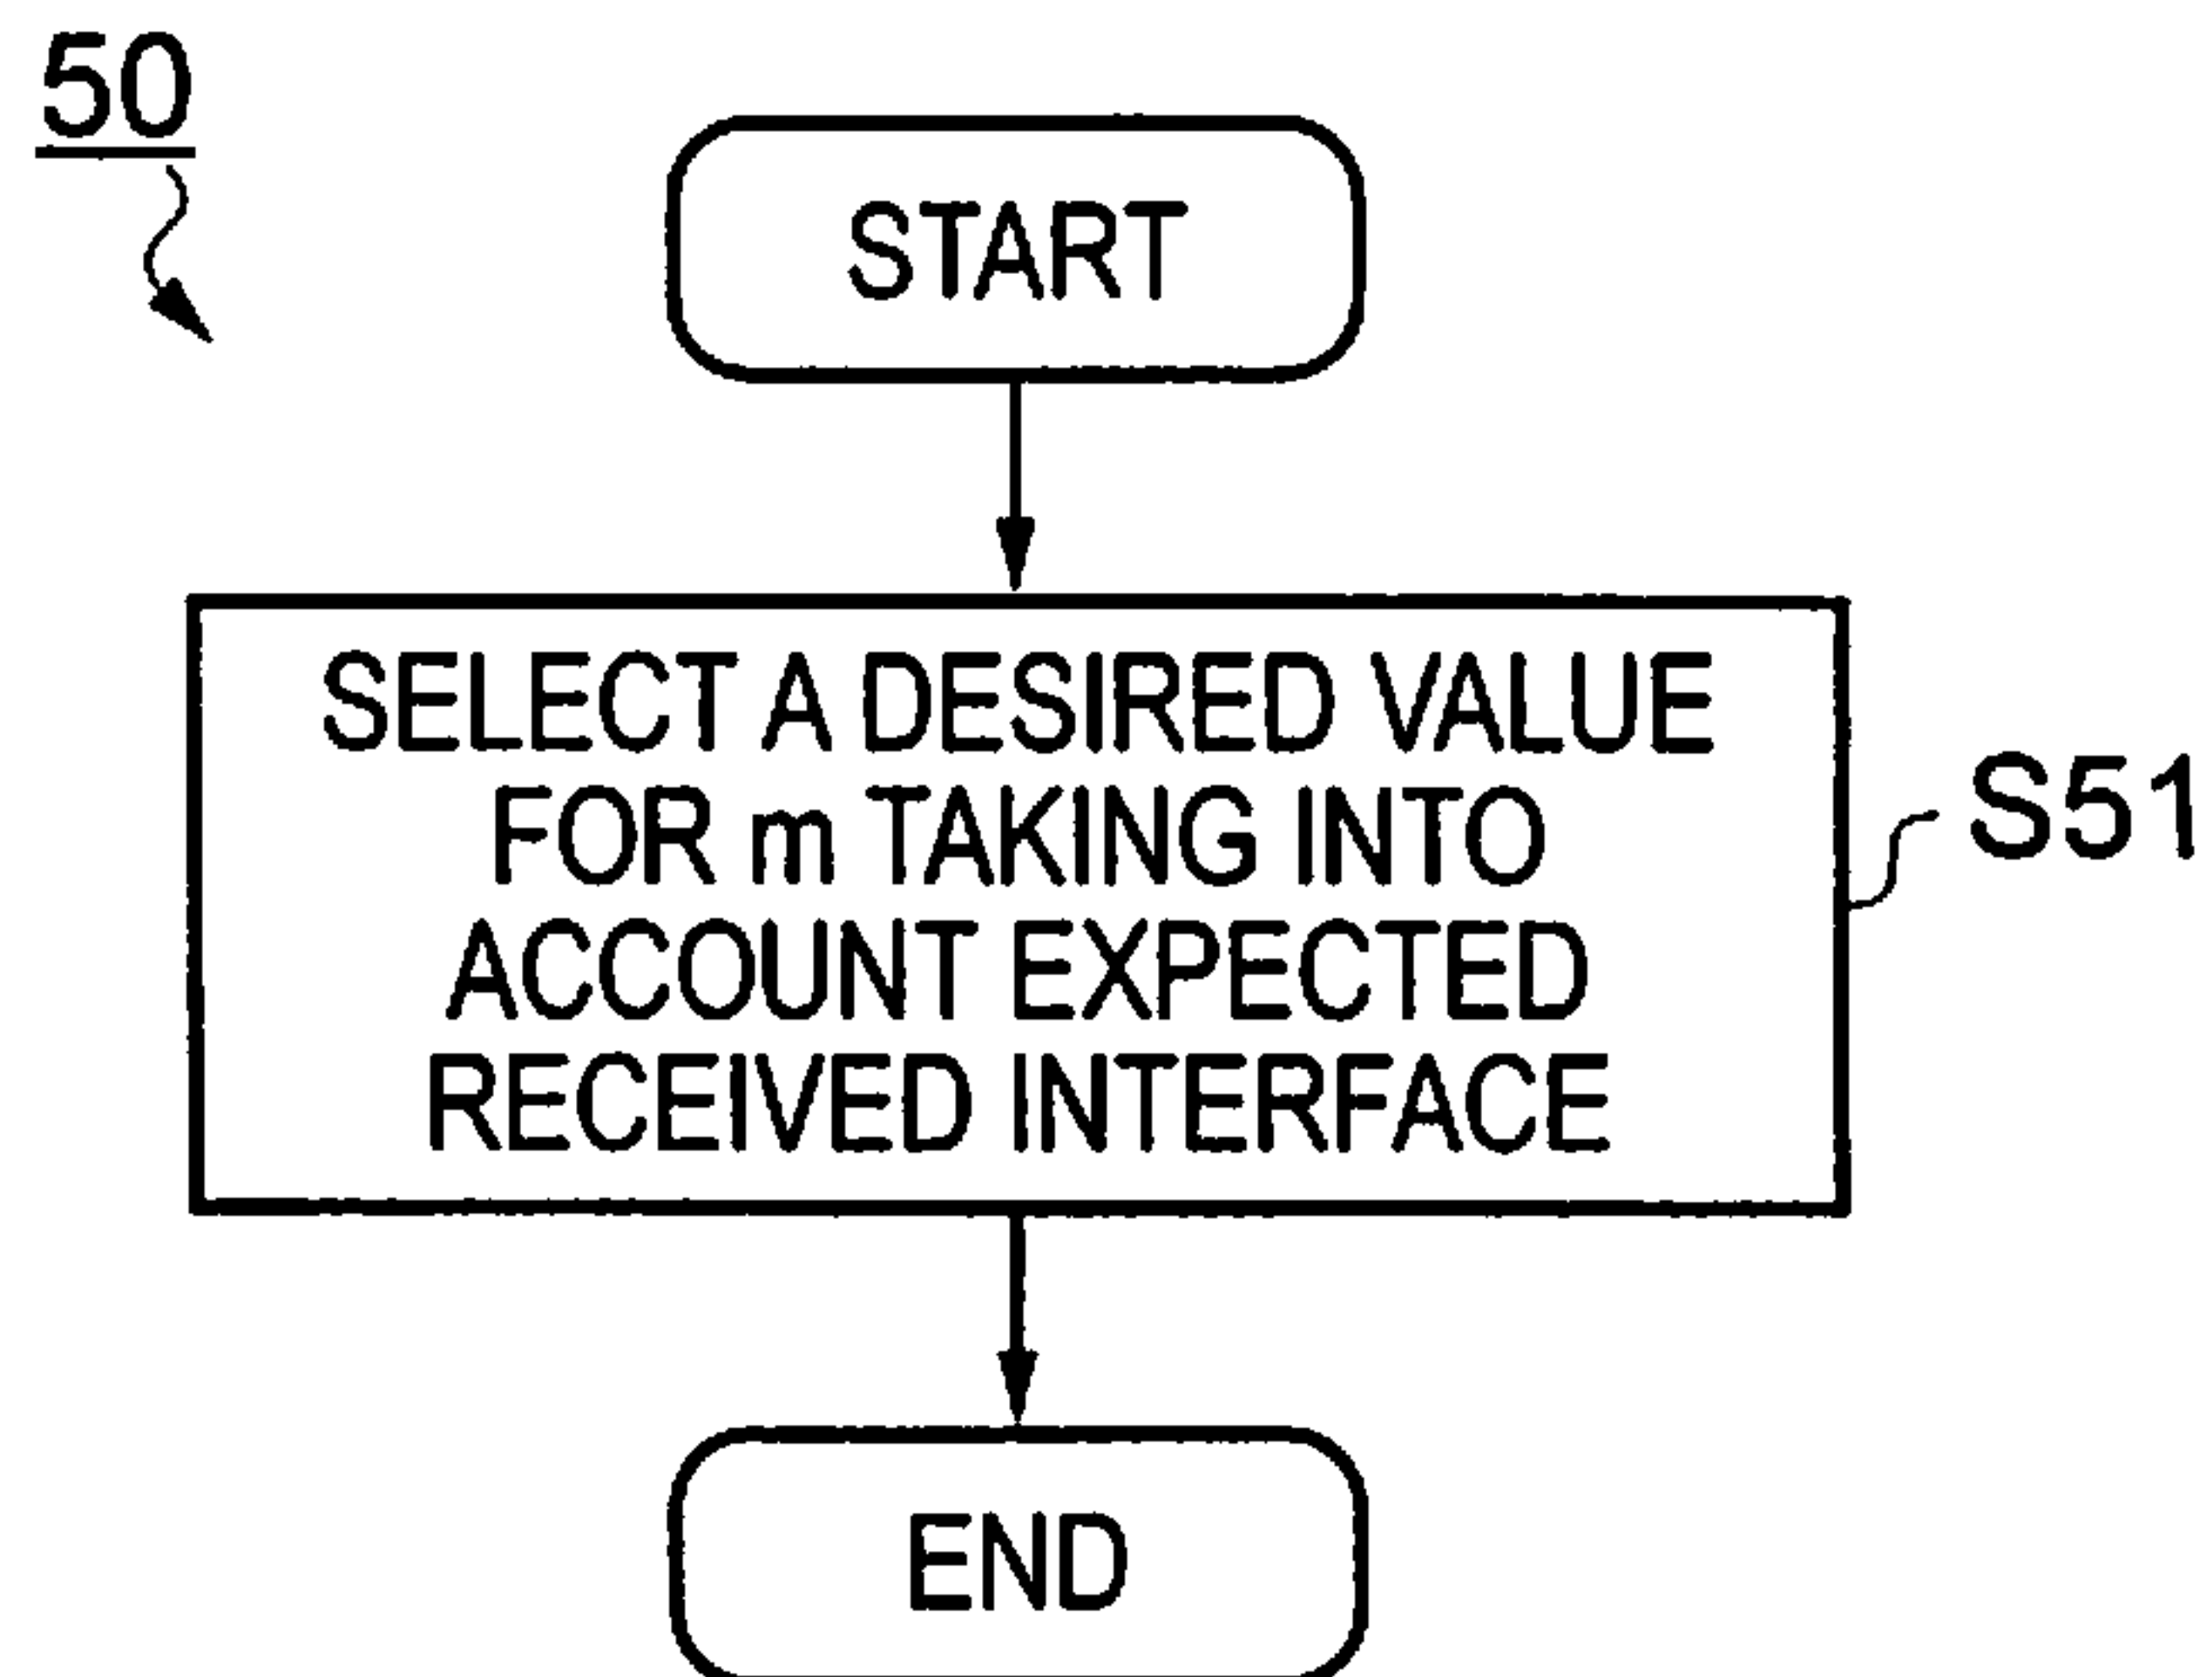 50
START
SELECT A DESIRED VALUE
FOR m TAKING INTO
ACCOUNT EXPECTED
RECEIVED INTERFACE
S51
END